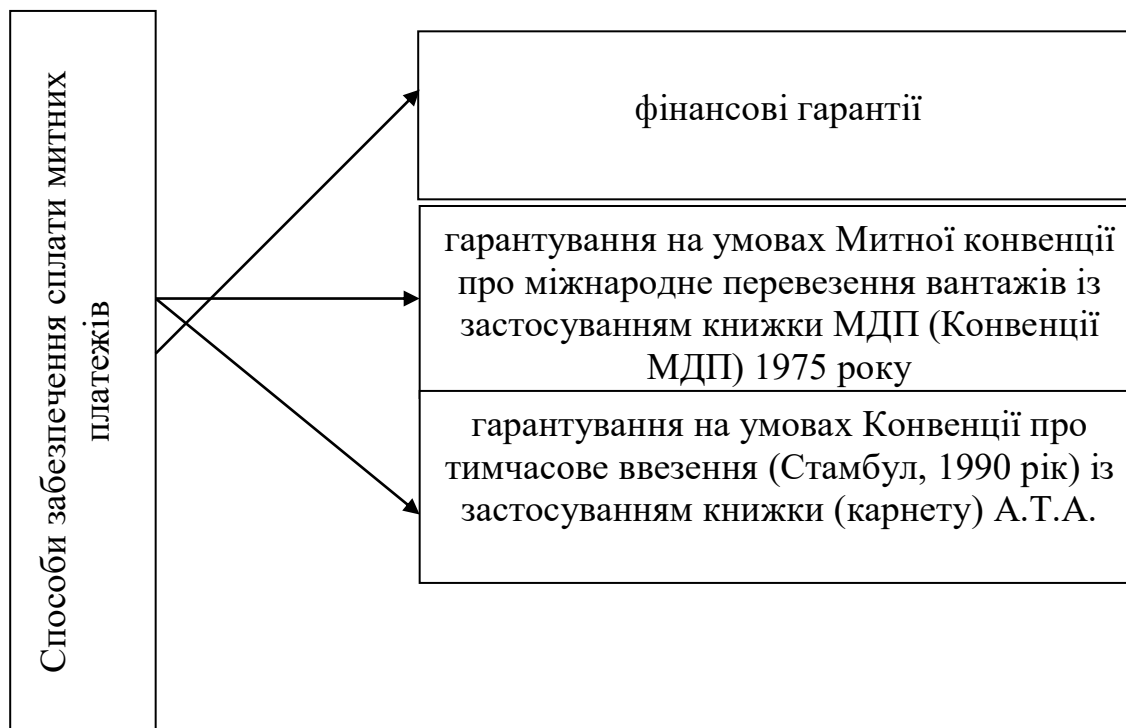 Способи забезпечення сплати митних
платежів
фінансові гарантії
гарантування на умовах Митної конвенції
про міжнародне перевезення вантажів із
застосуванням книжки МДП (Конвенції
МДП) 1975 року
гарантування на умовах Конвенції про
тимчасове ввезення (Стамбул, 1990 рік) із
застосуванням книжки (карнету) А.Т.А.